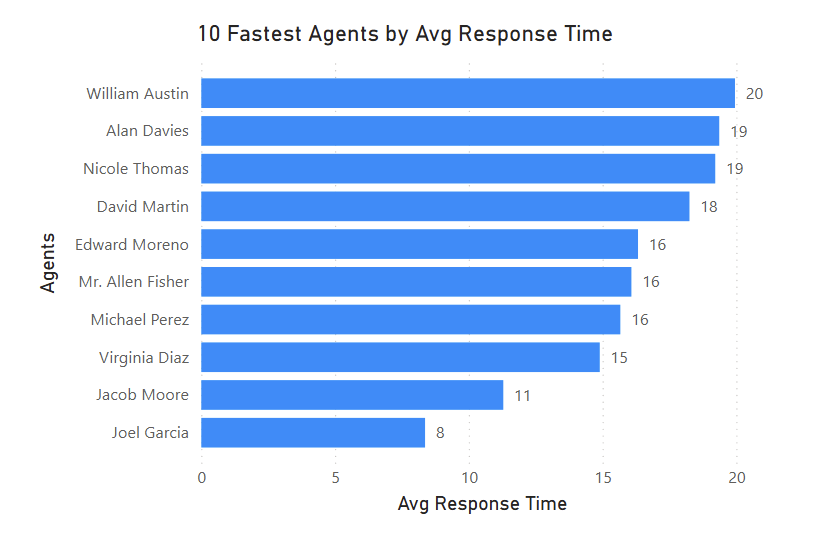 10 Fastest Agents by Avg Response Time
Agents
William Austin 20
Alan Davies 19
Nicole Thomas 19
David Martin 18
Edward Moreno 16
Mr. Allen Fisher 16
Michael Perez 16
Virginia Diaz 15
Jacob Moore 11
Joel Garcia 8
0 5 10 15 20
Avg Response Time